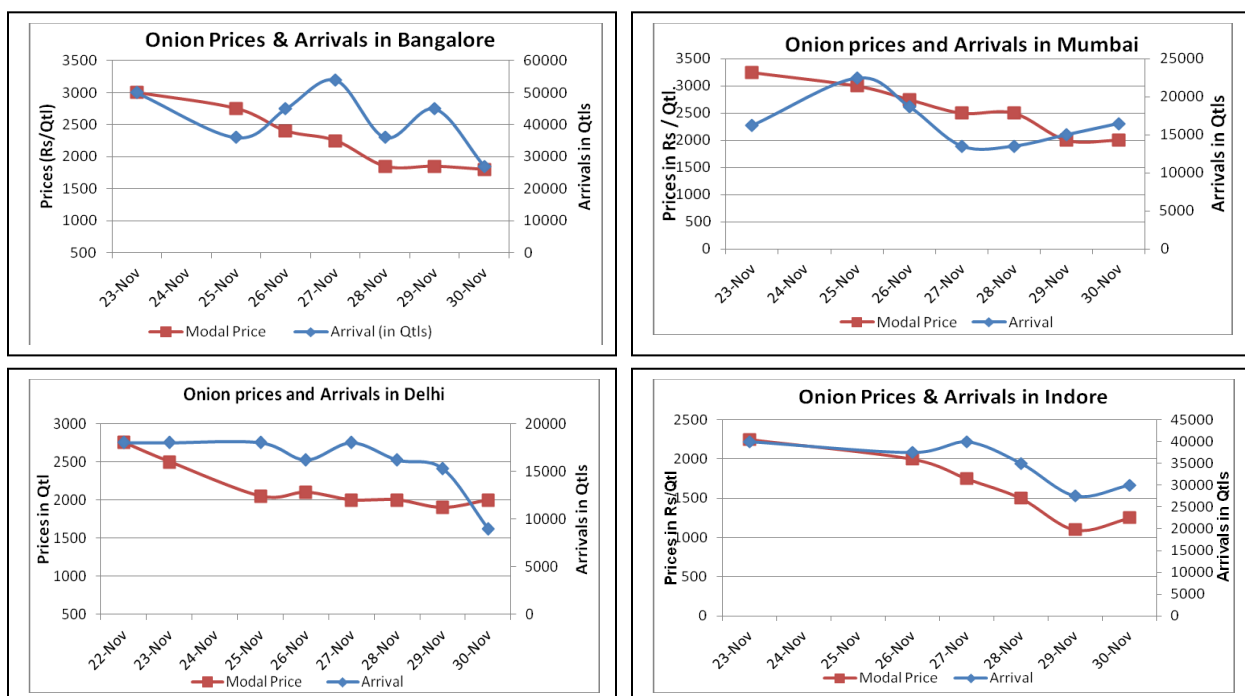 Onion Prices & Arrivals in Bangalore
Prices (Rs/Qtl)
3500
3000
2500
2000
1500
1000
500
60000
50000
40000
30000
20000
10000
0
Arrivals in Qtls
23-Nov
24-Nov
25-Nov
26-Nov
27-Nov
28-Nov
29-Nov
30-Nov
Modal Price
Arrival (in Qtls)
Onion prices and Arrivals in Mumbai
Prices in Rs / Qtl.
3500
3000
2500
2000
1500
1000
500
0
25000
20000
15000
10000
5000
0
Arrivals in Qtls
23-Nov
24-Nov
25-Nov
26-Nov
27-Nov
28-Nov
29-Nov
30-Nov
Modal Price
Arrival
Onion prices and Arrivals in Delhi
Prices in Qtl
3000
2500
2000
1500
1000
500
20000
15000
10000
5000
0
Arrivals in Qtls
22-Nov
23-Nov
24-Nov
25-Nov
26-Nov
27-Nov
28-Nov
29-Nov
30-Nov
Modal Price
Arrival
Onion Prices & Arrivals in Indore
Prices in Rs/Qtl
2500
2000
1500
1000
500
0
45000
40000
35000
30000
25000
20000
15000
10000
5000
0
Arrivals in Qtls
23-Nov
24-Nov
25-Nov
26-Nov
27-Nov
28-Nov
29-Nov
30-Nov
Modal Price
Arrival